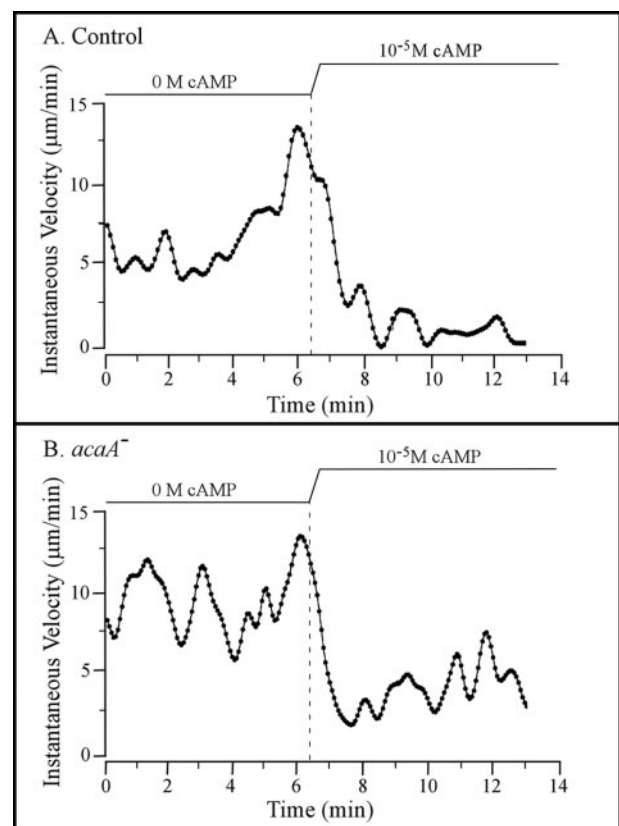 A. Control
10⁻⁵M cAMP
0 M cAMP
Instantaneous Velocity (μm/min)
15
10
5
0
0 2 4 6 8 10 12 14
Time (min)
B. acaA⁻
10⁻⁵M cAMP
0 M cAMP
Instantaneous Velocity (μm/min)
15
10
5
0
0 2 4 6 8 10 12 14
Time (min)